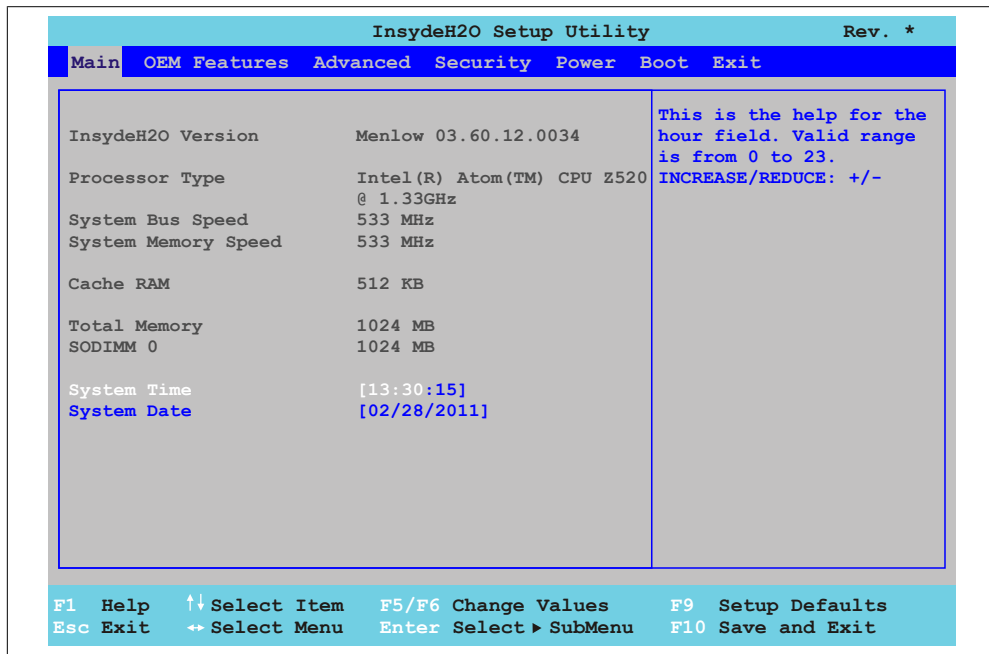 InsydeH2O Setup Utility Rev. *
Main OEM Features Advanced Security Power Boot Exit
InsydeH2O Version Menlow 03.60.12.0034
Processor Type Intel(R) Atom(TM) CPU Z520
@ 1.33GHz
System Bus Speed 533 MHz
System Memory Speed 533 MHz
Cache RAM 512 KB
Total Memory 1024 MB
SODIMM 0 1024 MB
System Time [13:30:15]
System Date [02/28/2011]
This is the help for the
hour field. Valid range
is from 0 to 23.
INCREASE/REDUCE: +/-
F1 Help ↑↓ Select Item F5/F6 Change Values F9 Setup Defaults
Esc Exit ↔ Select Menu Enter Select ▶ SubMenu F10 Save and Exit